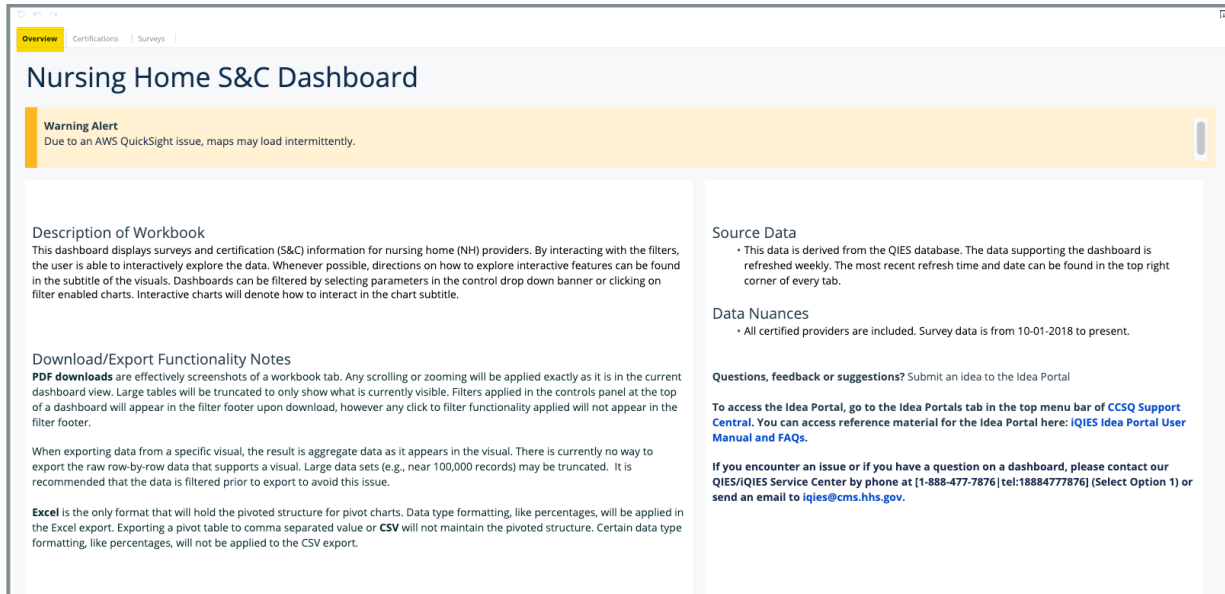 Overview
Certifications
Surveys
Nursing Home S&C Dashboard
Warning Alert
Due to an AWS QuickSight issue, maps may load intermittently.
Description of Workbook
This dashboard displays surveys and certification (S&C) information for nursing home (NH) providers. By interacting with the filters,
the user is able to interactively explore the data. Whenever possible, directions on how to explore interactive features can be found
in the subtitle of the visuals. Dashboards can be filtered by selecting parameters in the control drop down banner or clicking on
filter enabled charts. Interactive charts will denote how to interact in the chart subtitle.
Download/Export Functionality Notes
PDF downloads are effectively screenshots of a workbook tab. Any scrolling or zooming will be applied exactly as it is in the current
dashboard view. Large tables will be truncated to only show what is currently visible. Filters applied in the controls panel at the top
of a dashboard will appear in the filter footer upon download, however any click to filter functionality applied will not appear in the
filter footer.
When exporting data from a specific visual, the result is aggregate data as it appears in the visual. There is currently no way to
export the raw row-by-row data that supports a visual. Large data sets (e.g., near 100,000 records) may be truncated.  It is
recommended that the data is filtered prior to export to avoid this issue.
Excel is the only format that will hold the pivoted structure for pivot charts. Data type formatting, like percentages, will be applied in
the Excel export. Exporting a pivot table to comma separated value or CSV will not maintain the pivoted structure. Certain data type
formatting, like percentages, will not be applied to the CSV export.
Source Data
• This data is derived from the QIES database. The data supporting the dashboard is
refreshed weekly. The most recent refresh time and date can be found in the top right
corner of every tab.
Data Nuances
• All certified providers are included. Survey data is from 10-01-2018 to present.
Questions, feedback or suggestions? Submit an idea to the Idea Portal
To access the Idea Portal, go to the Idea Portals tab in the top menu bar of CCSQ Support
Central. You can access reference material for the Idea Portal here: iQIES Idea Portal User
Manual and FAQs.
If you encounter an issue or if you have a question on a dashboard, please contact our
QIES/iQIES Service Center by phone at [1-888-477-7876|tel:18884777876] (Select Option 1) or
send an email to iqies@cms.hhs.gov.